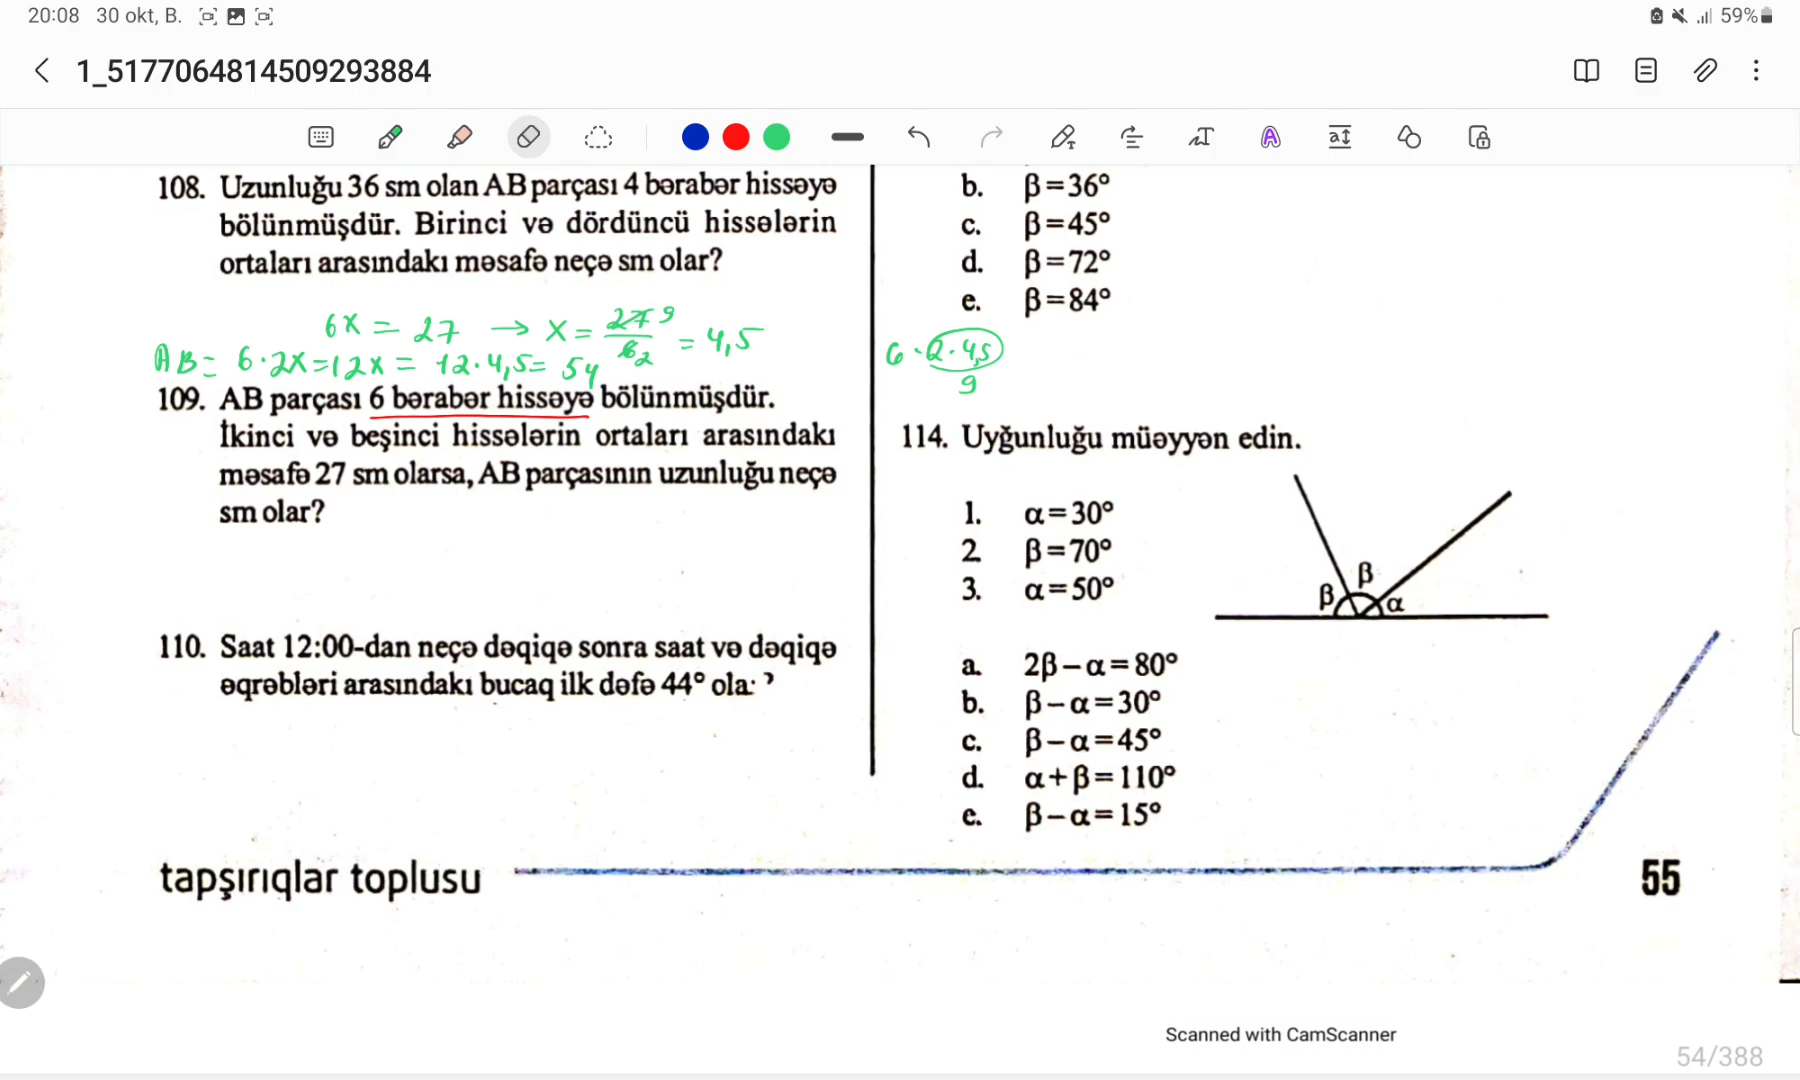 20:08 30 okt, B.
59%
1_5177064814509293884
108. Uzunluğu 36 sm olan AB parçası 4 bərabər hissəyə
bölünmüşdür. Birinci və dördüncü hissələrin
ortaları arasındakı məsafə neçə sm olar?
6x = 27 → x = 27 9 / 6 2 = 4,5
AB = 6·2x=12x = 12·4,5= 54
109. AB parçası 6 bərabər hissəyə bölünmüşdür.
İkinci və beşinci hissələrin ortaları arasındakı
məsafə 27 sm olarsa, AB parçasının uzunluğu neçə
sm olar?
110. Saat 12:00-dan neçə dəqiqə sonra saat və dəqiqə
əqrəbləri arasındakı bucaq ilk dəfə 44° ola: ?
b. β=36°
c. β=45°
d. β=72°
e. β=84°
6·2·4,5
9
114. Uyğunluğu müəyyən edin.
1. α=30°
2 β=70°
3. α=50°
β β α
a. 2β–α=80°
b. β–α=30°
c. β–α=45°
d. α+β=110°
e. β–α=15°
tapşırıqlar toplusu
55
Scanned with CamScanner
54/388